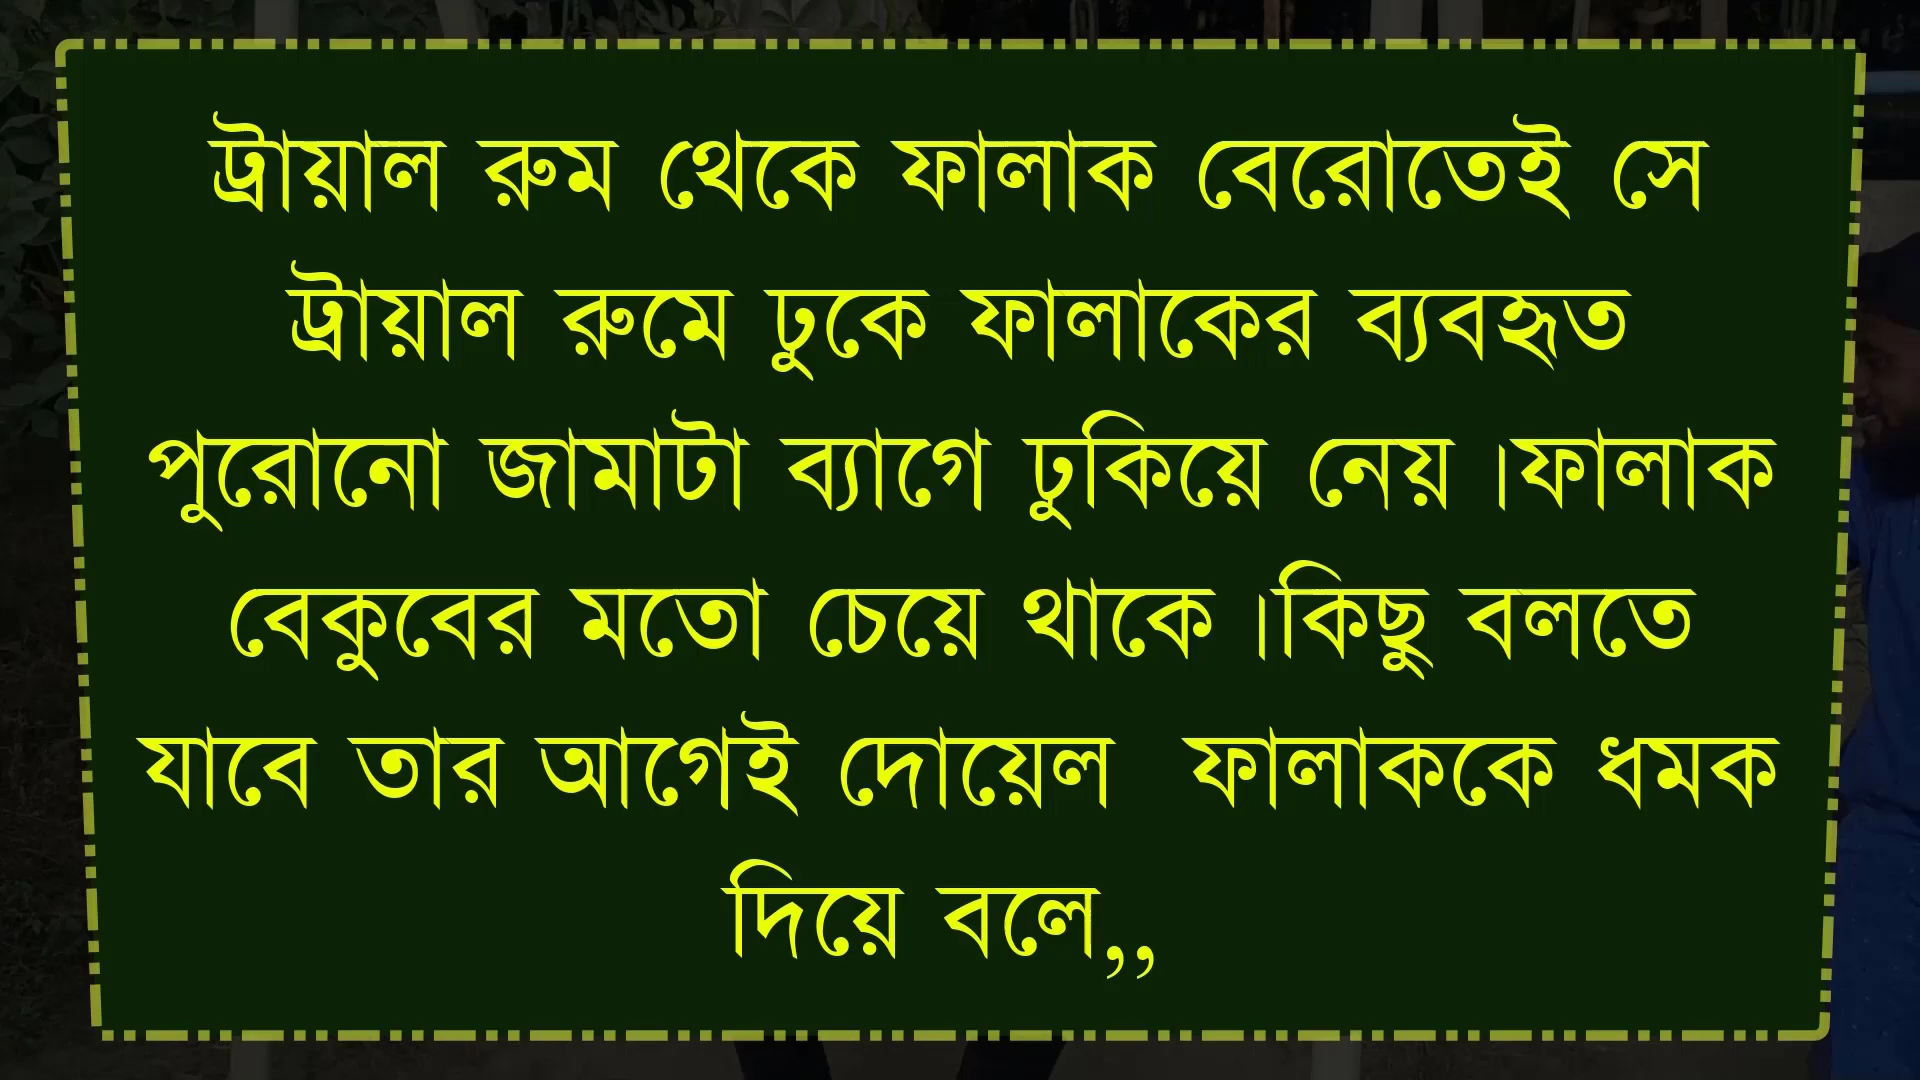 ট্রায়াল রুম থেকে ফালাক বেরোতেই সে
ট্রায়াল রুমে ঢুকে ফালাকের ব্যবহৃত
পুরোনো জামাটা ব্যাগে ঢুকিয়ে নেয় ।ফালাক
বেকুবের মতো চেয়ে থাকে ।কিছু বলতে
যাবে তার আগেই দোয়েল  ফালাককে ধমক
দিয়ে বলে,,